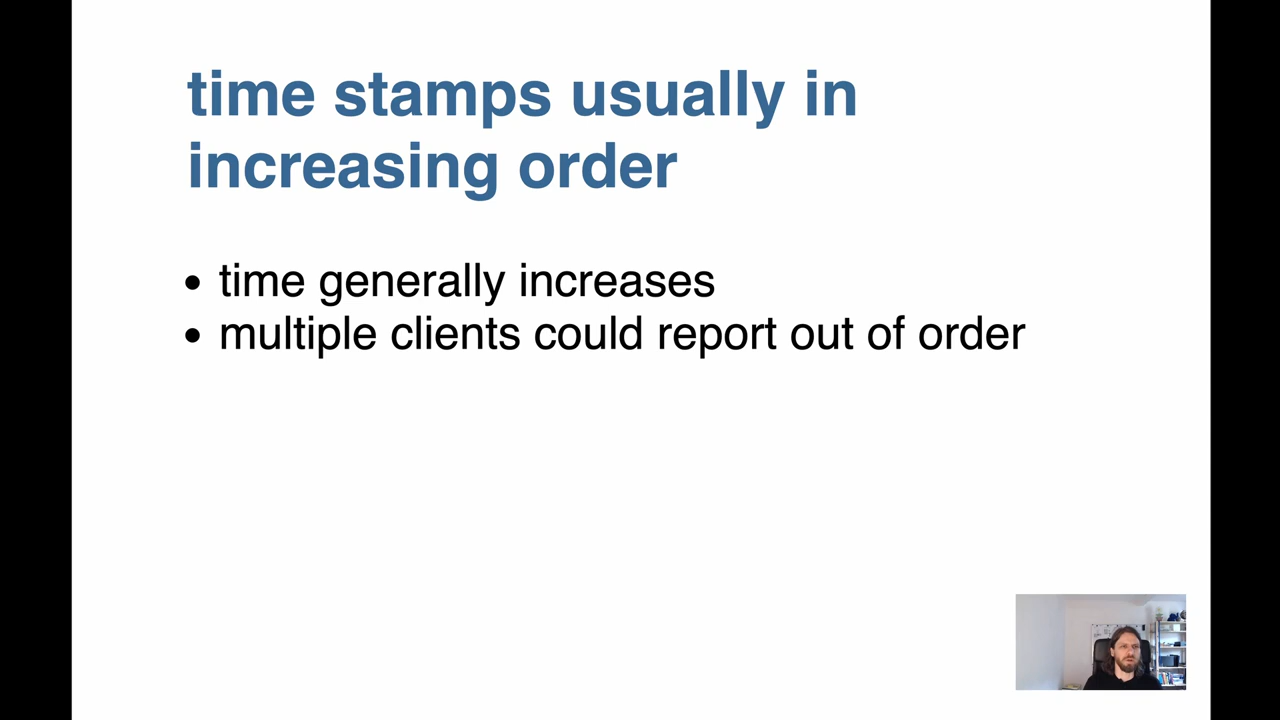 time stamps usually in
increasing order
• time generally increases
• multiple clients could report out of order